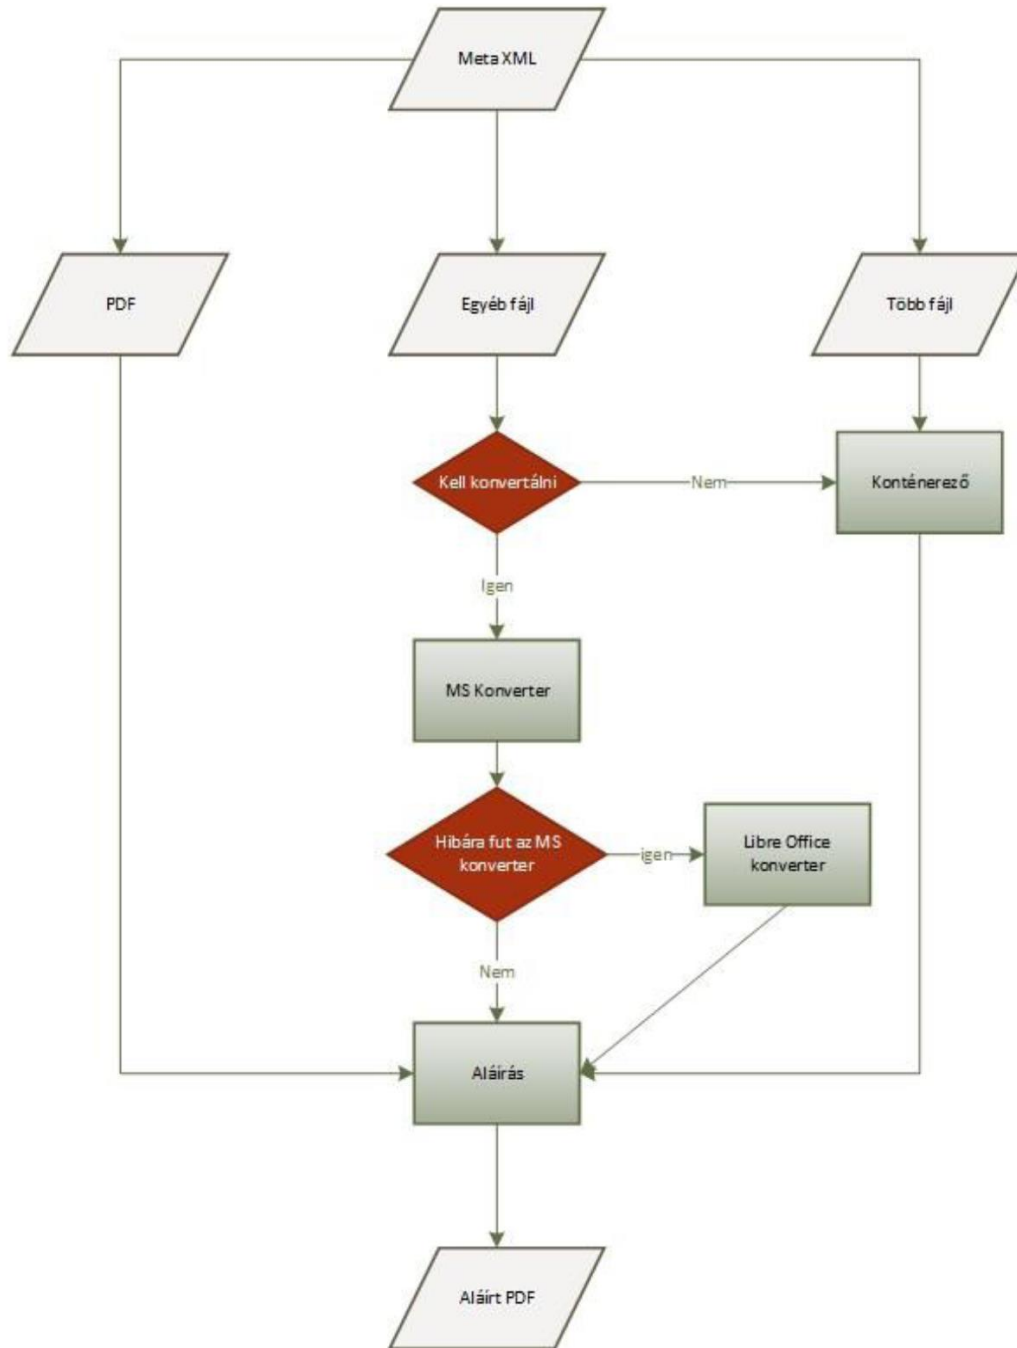 Meta XML
PDF
Egyéb fájl
Több fájl
Kell konvertálni
Nem
Konténerező
Igen
MS Konverter
Hibára fut az MS
konverter
igen
Libre Office
konverter
Nem
Aláírás
Aláírt PDF